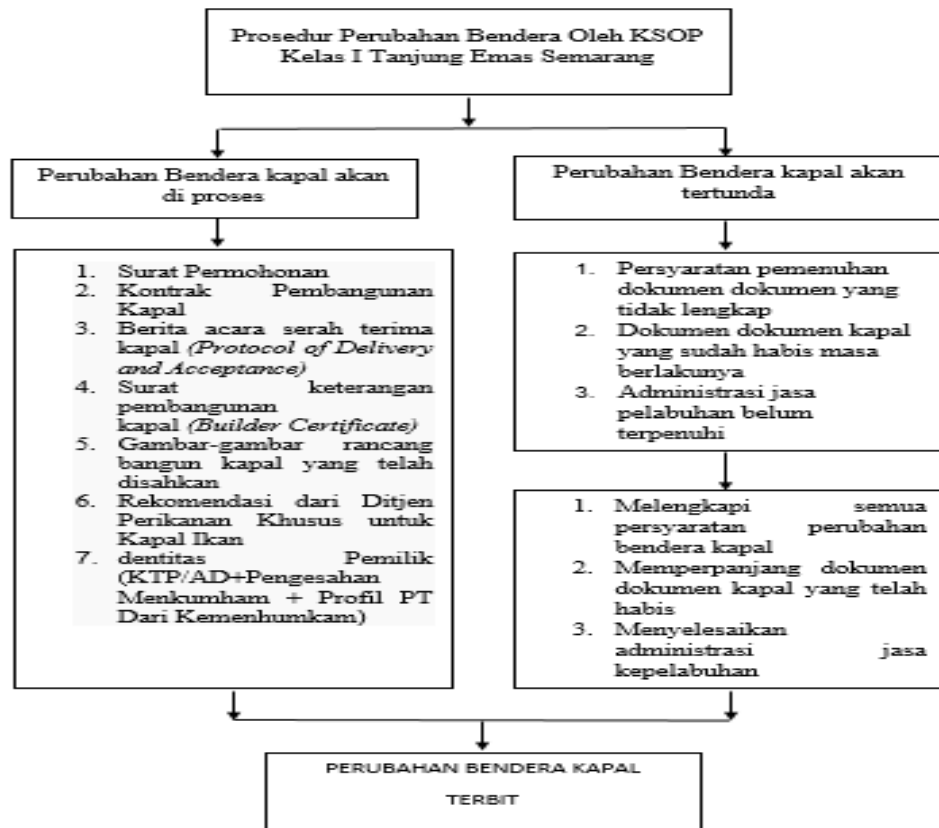 Prosedur Perubahan Bendera Oleh KSOP
Kelas I Tanjung Emas Semarang
Perubahan Bendera kapal akan
di proses
1. Surat Permohonan
2. Kontrak Pembangunan
Kapal
3. Berita acara serah terima
kapal (Protocol of Delivery
and Acceptance)
4. Surat keterangan
pembangunan
kapal (Builder Certificate)
5. Gambar-gambar rancang
bangun kapal yang telah
disahkan
6. Rekomendasi dari Ditjen
Perikanan Khusus untuk
Kapal Ikan
7. dentitas Pemilik
(KTP/AD+Pengesahan
Menkumham + Profil PT
Dari Kemenhumkam)
Perubahan Bendera kapal akan
tertunda
1. Persyaratan pemenuhan
dokumen dokumen yang
tidak lengkap
2. Dokumen dokumen kapal
yang sudah habis masa
berlakunya
3. Administrasi jasa
pelabuhan belum
terpenuhi
1. Melengkapi semua
persyaratan perubahan
bendera kapal
2. Memperpanjang dokumen
dokumen kapal yang telah
habis
3. Menyelesaikan
administrasi jasa
kepelabuhan
PERUBAHAN BENDERA KAPAL
TERBIT